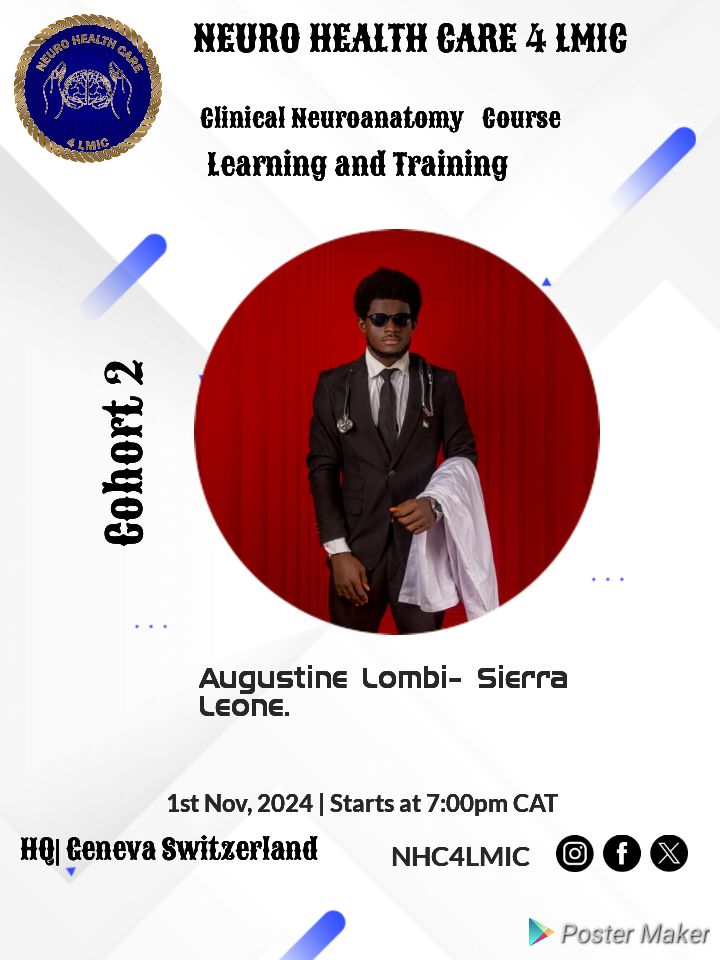 NEURO HEALTH CARE
4 LMIC
NEURO HEALTH CARE 4 LMIC
Clinical Neuroanatomy Course
Learning and Training
Cohort 2
Augustine Lombi- Sierra
Leone.
1st Nov, 2024 | Starts at 7:00pm CAT
HQ| Geneva Switzerland
NHC4LMIC
Poster Maker